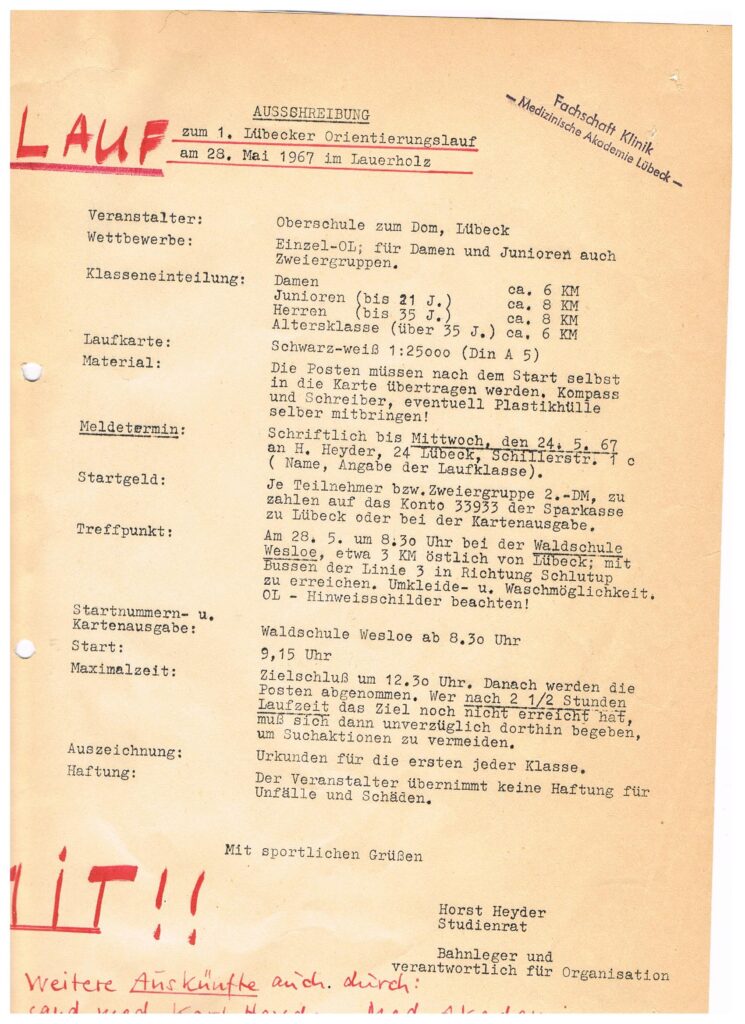 AUSSSHREIBUNG
Fachschaft Klinik
— Medizinische Akademie Lübeck —
LAUF
zum 1. Lübecker Orientierungslauf
am 28. Mai 1967 im Lauerholz
Veranstalter: Oberschule zum Dom, Lübeck
Wettbewerbe: Einzel-OL; für Damen und Junioren auch
Zweiergruppen.
Klasseneinteilung: Damen ca. 6 KM
Junioren (bis 21 J.) ca. 8 KM
Herren (bis 35 J.) ca. 8 KM
Altersklasse (über 35 J.) ca. 6 KM
Laufkarte: Schwarz-weiß 1:25000 (Din A 5)
Material: Die Posten müssen nach dem Start selbst
in die Karte übertragen werden. Kompass
und Schreiber, eventuell Plastikhülle
selber mitbringen!
Meldetermin: Schriftlich bis Mittwoch, den 24. 5. 67
an H. Heyder, 24 Lübeck, Schillerstr. 1 c
( Name, Angabe der Laufklasse).
Startgeld: Je Teilnehmer bzw.Zweiergruppe 2.-DM, zu
zahlen auf das Konto 33933 der Sparkasse
zu Lübeck oder bei der Kartenausgabe.
Treffpunkt: Am 28. 5. um 8.30 Uhr bei der Waldschule
Wesloe, etwa 3 KM östlich von Lübeck; mit
Bussen der Linie 3 in Richtung Schlutup
zu erreichen. Umkleide- u. Waschmöglichkeit.
OL - Hinweisschilder beachten!
Startnummern- u.
Kartenausgabe: Waldschule Wesloe ab 8.30 Uhr
Start: 9,15 Uhr
Maximalzeit: Zielschluß um 12.30 Uhr. Danach werden die
Posten abgenommen. Wer nach 2 1/2 Stunden
Laufzeit das Ziel noch nicht erreicht hat,
muß sich dann unverzüglich dorthin begeben,
um Suchaktionen zu vermeiden.
Auszeichnung: Urkunden für die ersten jeder Klasse.
Haftung: Der Veranstalter übernimmt keine Haftung für
Unfälle und Schäden.
Mit sportlichen Grüßen
MIT!!
Horst Heyder
Studienrat
Bahnleger und
verantwortlich für Organisation
Weitere Auskünfte auch durch:
cand med